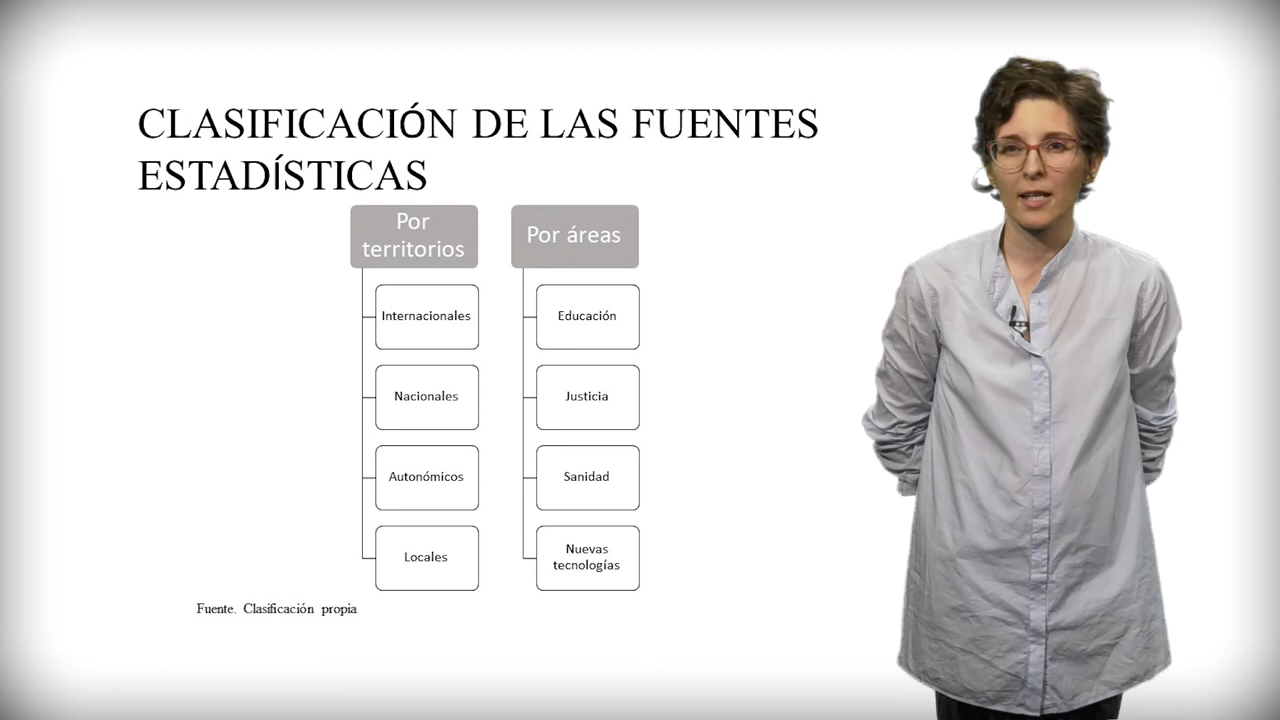 CLASIFICACIÓN DE LAS FUENTES
ESTADÍSTICAS
Por
territorios
Internacionales
Nacionales
Autonómicos
Locales
Por áreas
Educación
Justicia
Sanidad
Nuevas
tecnologías
Fuente. Clasificación propia